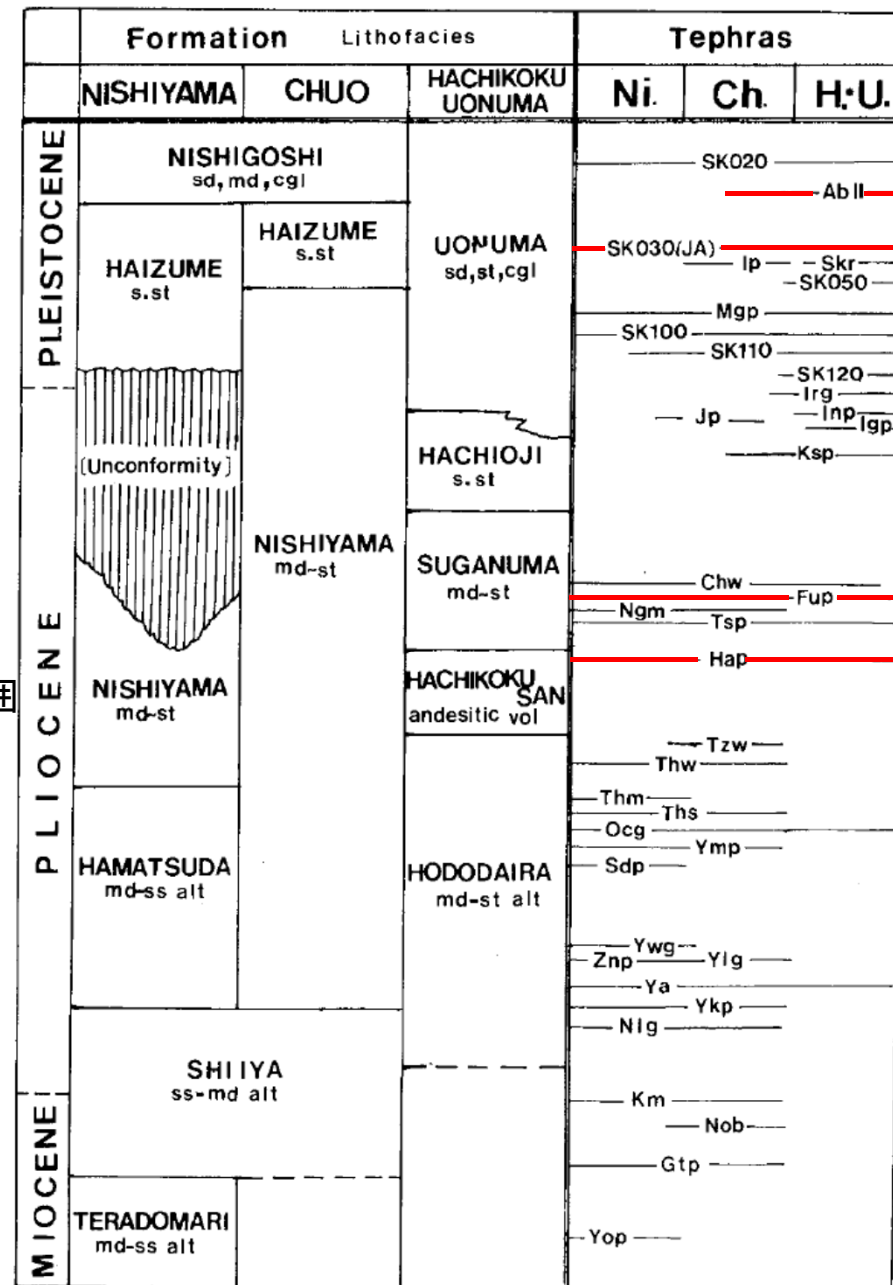 Formation Lithofacies Tephras
NISHIYAMA CHUO HACHIKOKU UONUMA Ni. Ch. H.·U.
PLEISTOCENE
PLIOCENE
MIOCENE
NISHIGOSHI
sd,md,cgl
HAIZUME
s.st
HAIZUME
s.st
UONUMA
sd,st,cgl
(Unconformity)
HACHIOJI
s.st
NISHIYAMA
md~st
SUGANUMA
md~st
NISHIYAMA
md~st
HACHIKOKU SAN
andesitic vol
HAMATSUDA
md-ss alt
HODODAIRA
md-st alt
SHIIYA
ss-md alt
TERADOMARI
md-ss alt
SK020
Ab II
SK030(JA)
Ip Skr
SK050
Mgp
SK100
SK110
SK120
Irg
Jp Inp
Igp
Ksp
Chw
Fup
Ngm
Tsp
Hap
Tzw
Thw
Thm
Ths
Ocg
Ymp
Sdp
Ywg
Znp Ylg
Ya
Ykp
Nlg
Km
Nob
Gtp
Yop